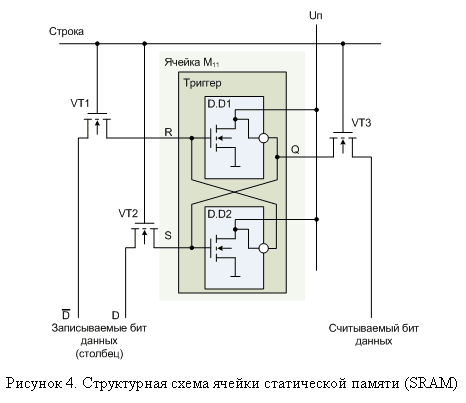 Uп
Строка
Ячейка M11
Триггер
VT1
D.D1
VT3
R
Q
VT2
D.D2
S
D̅
D
Записываемые бит
данных
(столбец)
Считываемый бит
данных
Рисунок 4. Структурная схема ячейки статической памяти (SRAM)